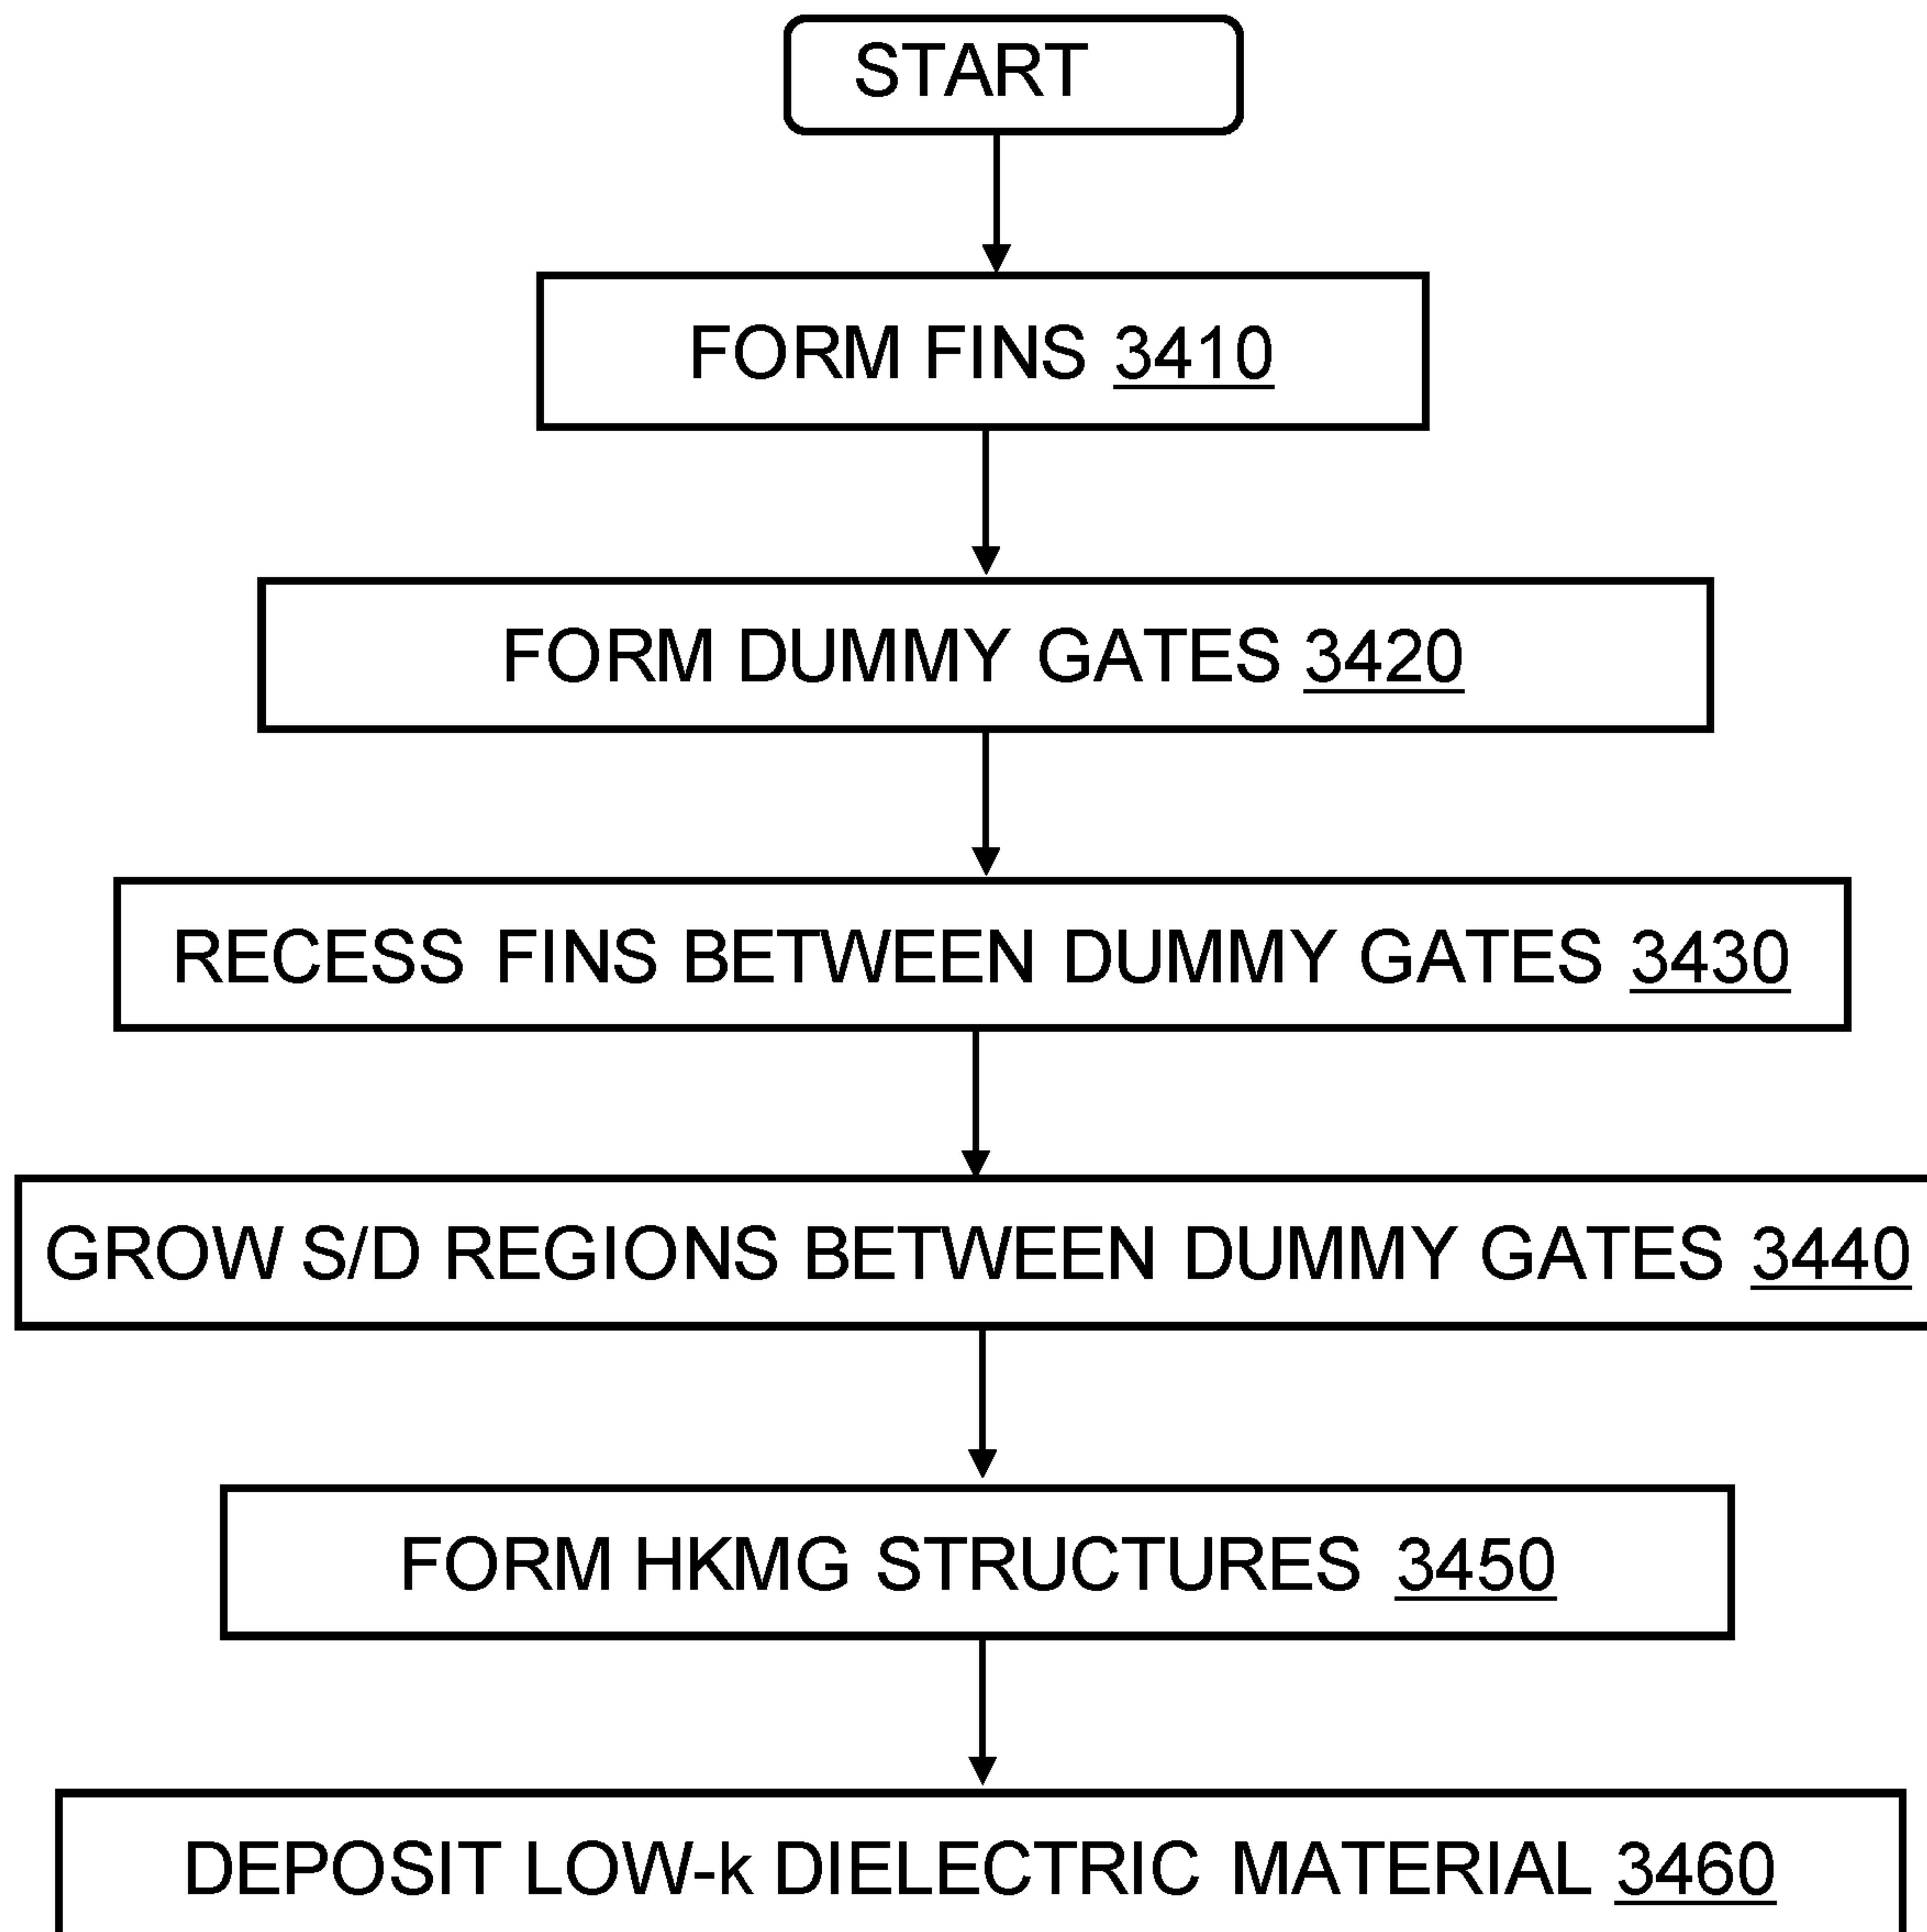 START
FORM FINS 3410
FORM DUMMY GATES 3420
RECESS FINS BETWEEN DUMMY GATES 3430
GROW S/D REGIONS BETWEEN DUMMY GATES 3440
FORM HKMG STRUCTURES 3450
DEPOSIT LOW-k DIELECTRIC MATERIAL 3460